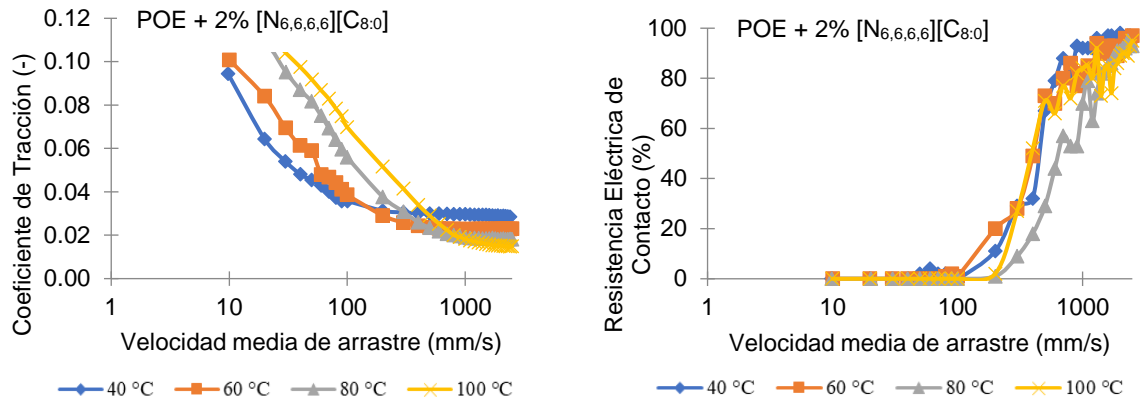 POE + 2% [N6,6,6,6][C8:0]
Coeficiente de Tracción (-)
0.12
0.10
0.08
0.06
0.04
0.02
0.00
1
10
100
1000
Velocidad media de arrastre (mm/s)
40 °C
60 °C
80 °C
100 °C
POE + 2% [N6,6,6,6][C8:0]
Resistencia Eléctrica de
Contacto (%)
100
80
60
40
20
0
1
10
100
1000
Velocidad media de arrastre (mm/s)
40 °C
60 °C
80 °C
100 °C